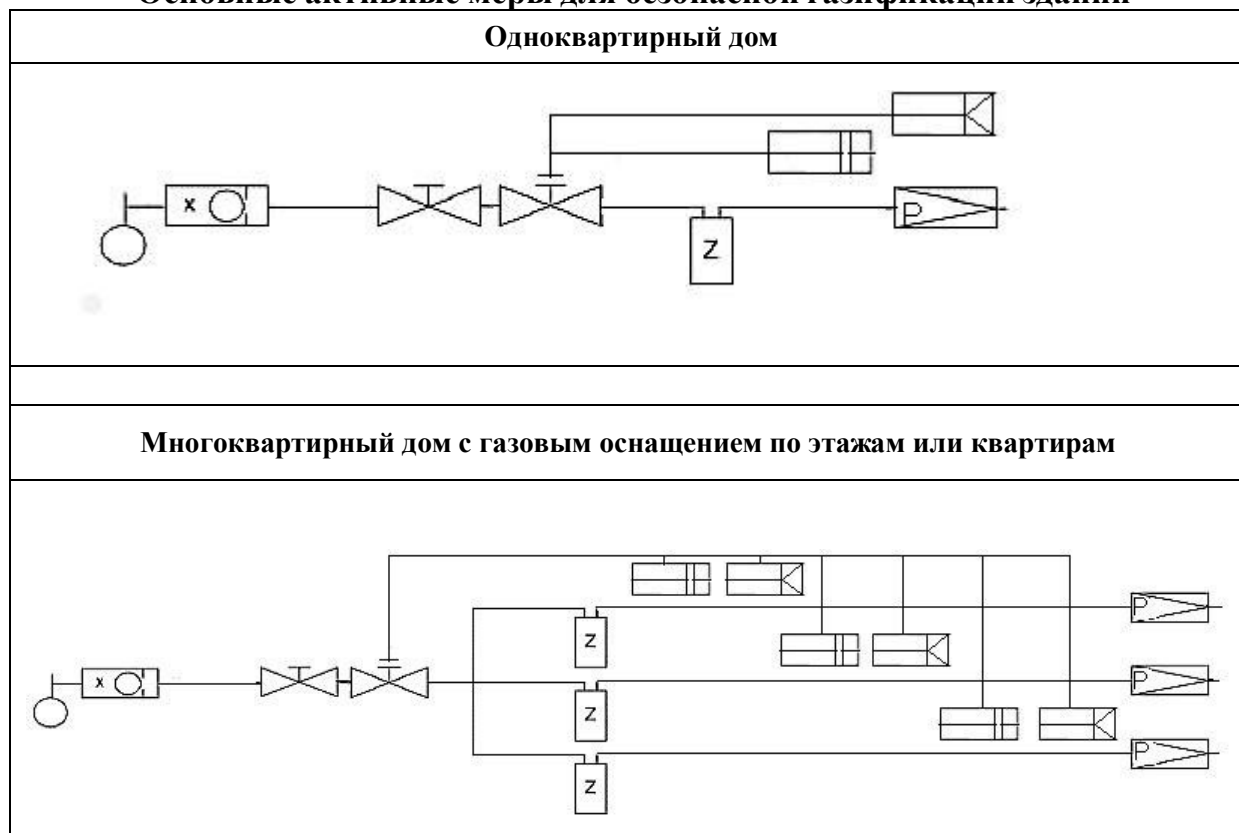 Основные активные меры для безопасной газификации зданий
Одноквартирный дом
x
P
Z
Многоквартирный дом с газовым оснащением по этажам или квартирам
P
Z
x
P
Z
P
Z